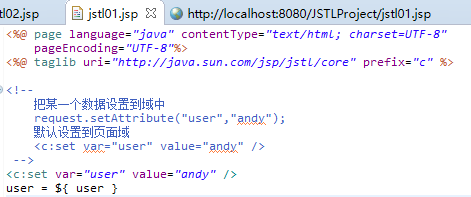 tl02.jsp jstl01.jsp http://localhost:8080/JSTLProject/jstl01.jsp
<%@ page language="java" contentType="text/html; charset=UTF-8"
pageEncoding="UTF-8"%>
<%@ taglib uri="http://java.sun.com/jsp/jstl/core" prefix="c" %>
<!--
把某一个数据设置到域中
request.setAttribute("user","andy");
默认设置到页面域
<c:set var="user" value="andy" />
-->
<c:set var="user" value="andy" />
user = ${ user }